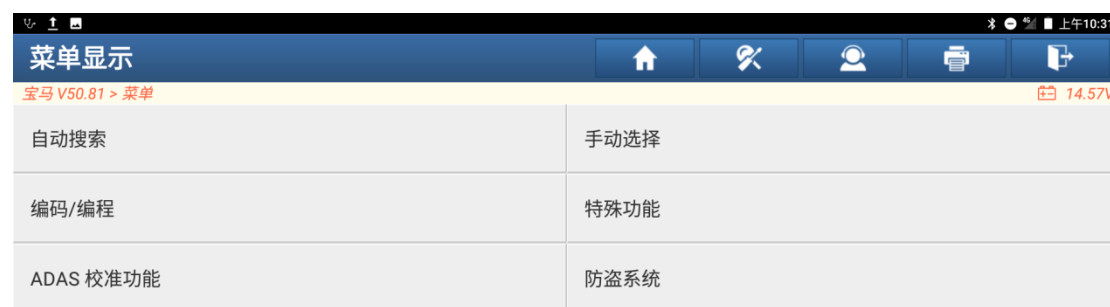 46 上午10:31
菜单显示
宝马 V50.81 > 菜单 14.57V
自动搜索 手动选择
编码/编程 特殊功能
ADAS 校准功能 防盗系统